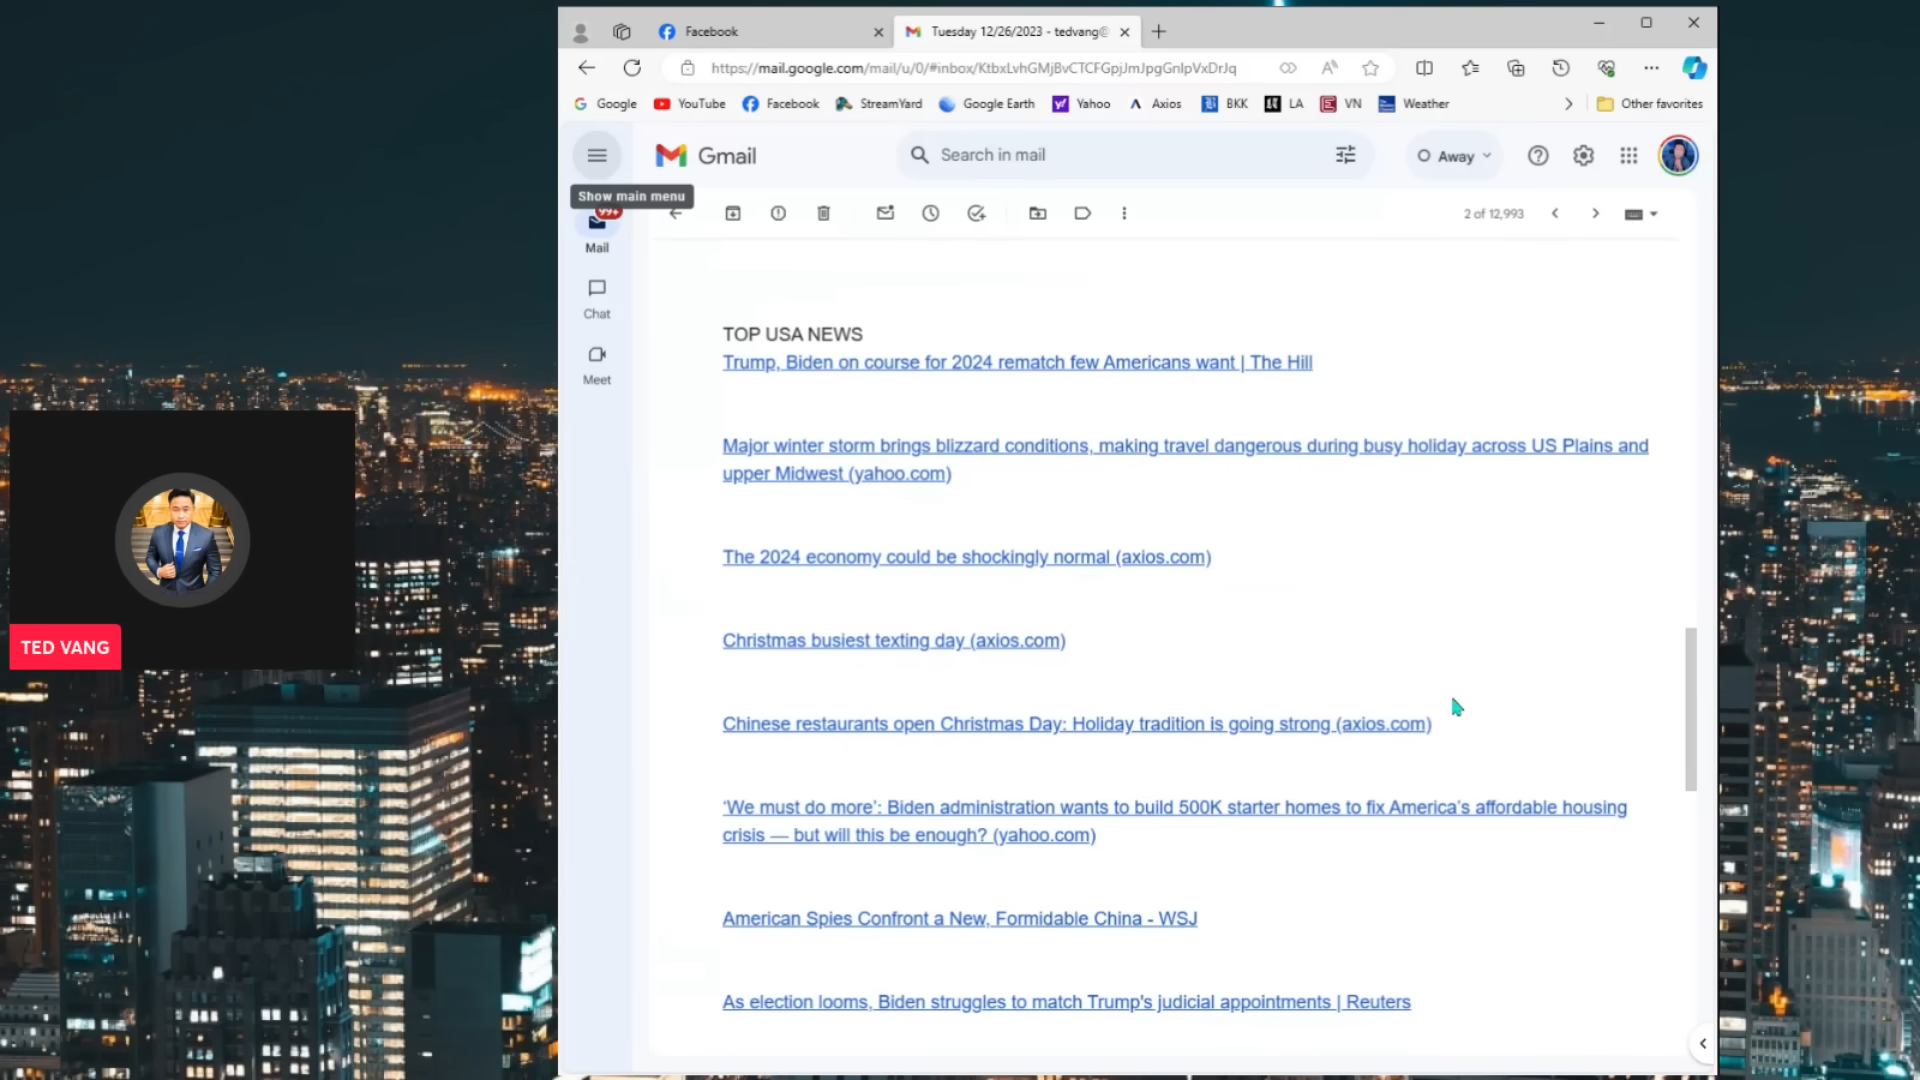 Facebook
Tuesday 12/26/2023 - tedvang@
https://mail.google.com/mail/u/0/#inbox/KtbxLvhGMjBvCTCFGpjJmJpgGnlpVxDrJq
Google YouTube Facebook StreamYard Google Earth Yahoo Axios BKK LA VN Weather Other favorites
Gmail
Search in mail
Away
Show main menu
99+
2 of 12,993
Mail
Chat
Meet
TOP USA NEWS
Trump, Biden on course for 2024 rematch few Americans want | The Hill
Major winter storm brings blizzard conditions, making travel dangerous during busy holiday across US Plains and
upper Midwest (yahoo.com)
The 2024 economy could be shockingly normal (axios.com)
Christmas busiest texting day (axios.com)
Chinese restaurants open Christmas Day: Holiday tradition is going strong (axios.com)
‘We must do more’: Biden administration wants to build 500K starter homes to fix America’s affordable housing
crisis — but will this be enough? (yahoo.com)
American Spies Confront a New, Formidable China - WSJ
As election looms, Biden struggles to match Trump's judicial appointments | Reuters
TED VANG